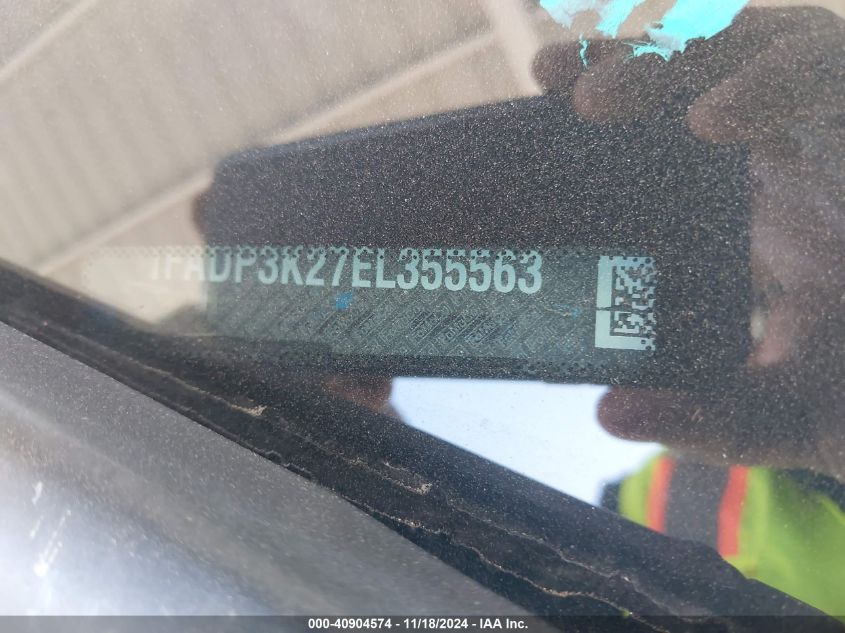 1FADP3K27EL355563
000-40904574 - 11/18/2024 - IAA Inc.